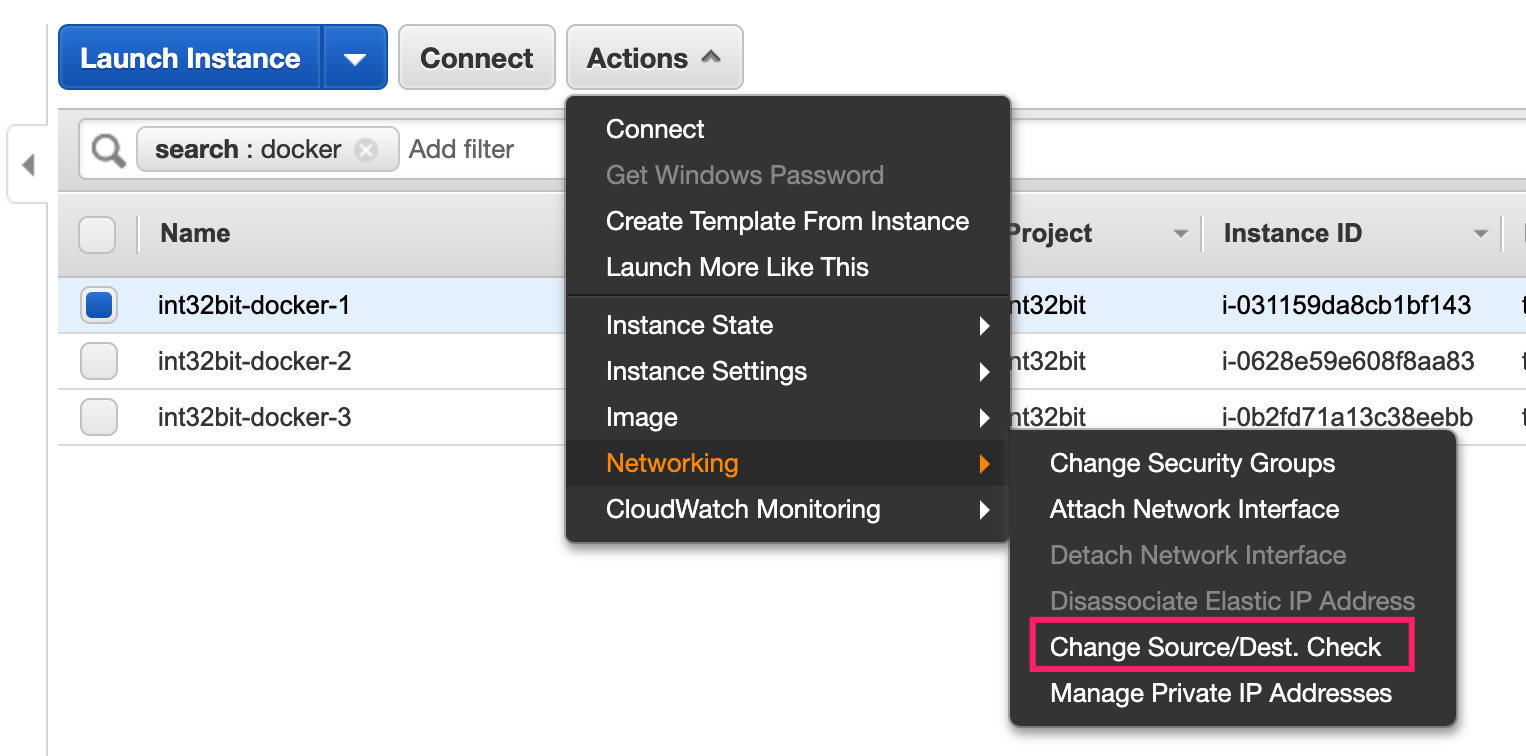 Launch Instance Connect Actions
search : docker Add filter
Connect
Get Windows Password
Create Template From Instance
Launch More Like This
Instance State
Instance Settings
Image
Networking
CloudWatch Monitoring
Change Security Groups
Attach Network Interface
Detach Network Interface
Disassociate Elastic IP Address
Change Source/Dest. Check
Manage Private IP Addresses
Name Project Instance ID
int32bit-docker-1 nt32bit i-031159da8cb1bf143
int32bit-docker-2 nt32bit i-0628e59e608f8aa83
int32bit-docker-3 nt32bit i-0b2fd71a13c38eebb